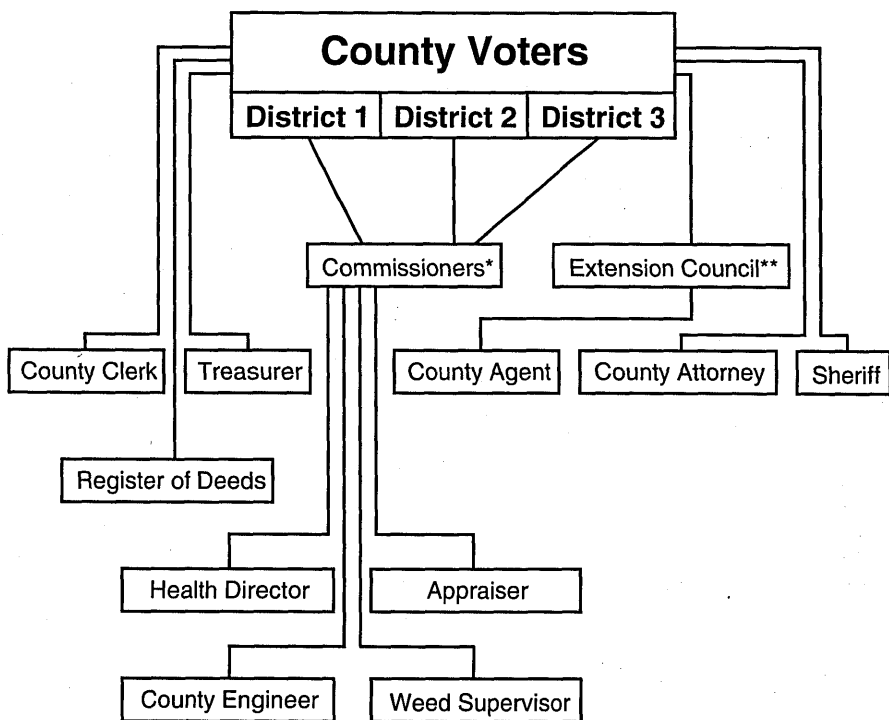 County Voters
District 1 District 2 District 3
Commissioners* Extension Council**
County Clerk Treasurer County Agent County Attorney Sheriff
Register of Deeds
Health Director Appraiser
County Engineer Weed Supervisor